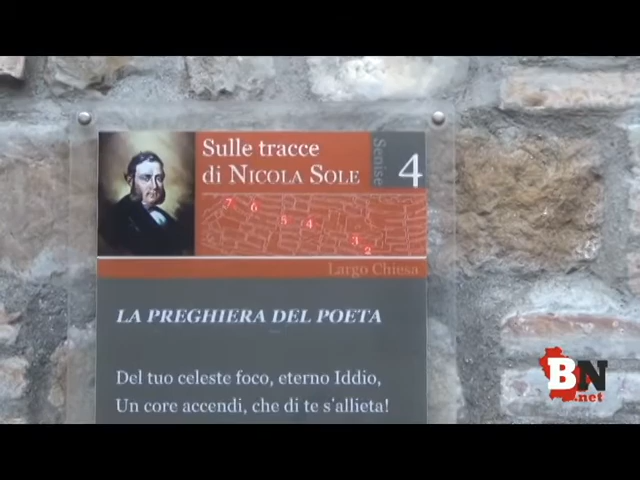 Sulle tracce
di NICOLA SOLE
Senise
4
7 6 5 4 3 2
Largo Chiesa
LA PREGHIERA DEL POETA
Del tuo celeste foco, eterno Iddio,
Un core accendi, che di te s'allieta!
BN
.net